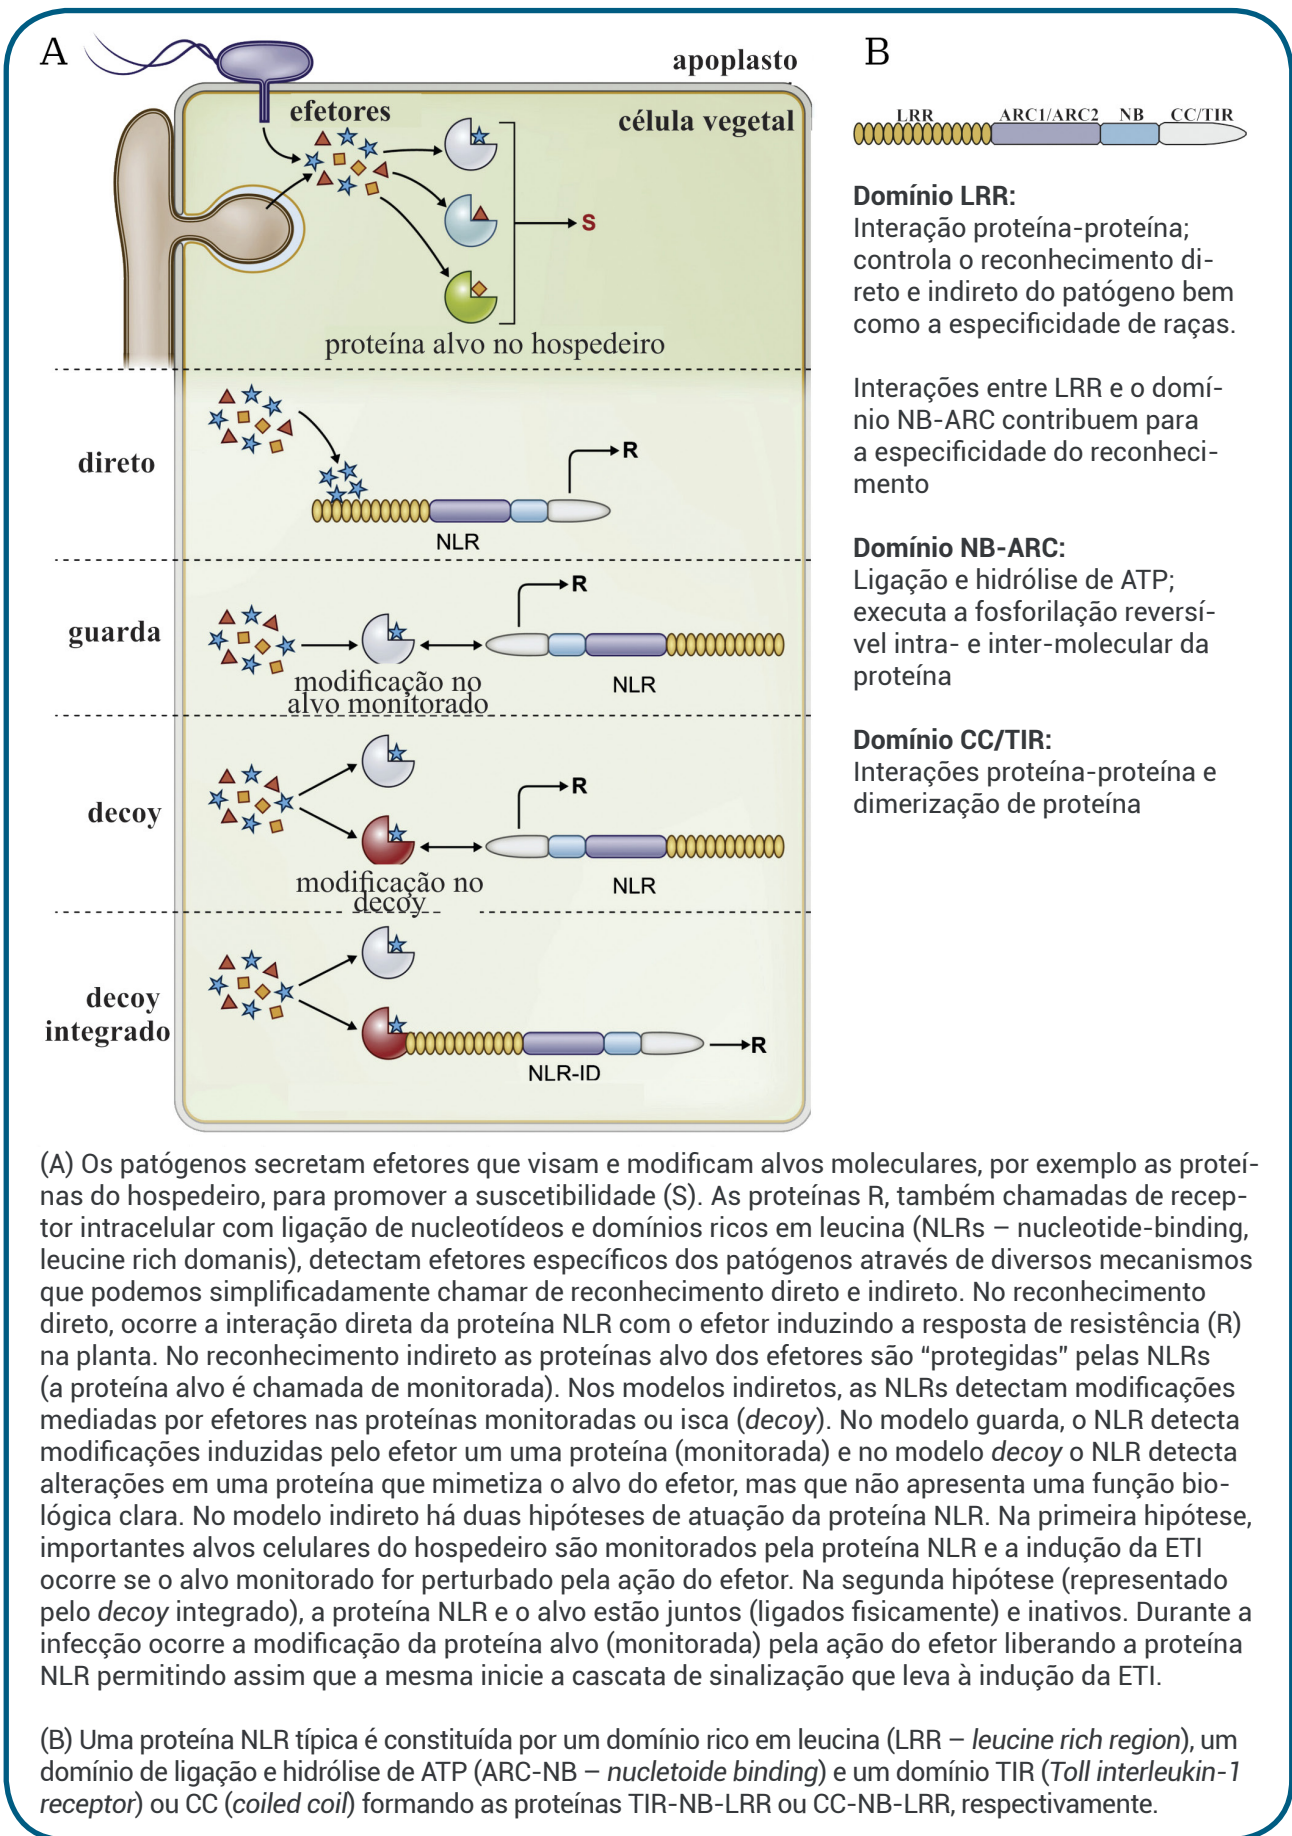 A
apoplasto
efetores
célula vegetal
S
proteína alvo no hospedeiro
direto
R
NLR
guarda
R
modificação no
alvo monitorado
NLR
decoy
R
modificação no
decoy
NLR
decoy
integrado
R
NLR-ID
B
LRR ARC1/ARC2 NB CC/TIR
Domínio LRR:
Interação proteína-proteína;
controla o reconhecimento di-
reto e indireto do patógeno bem
como a especificidade de raças.
Interações entre LRR e o domí-
nio NB-ARC contribuem para
a especificidade do reconheci-
mento
Domínio NB-ARC:
Ligação e hidrólise de ATP;
executa a fosforilação reversí-
vel intra- e inter-molecular da
proteína
Domínio CC/TIR:
Interações proteína-proteína e
dimerização de proteína
(A) Os patógenos secretam efetores que visam e modificam alvos moleculares, por exemplo as proteí-
nas do hospedeiro, para promover a suscetibilidade (S). As proteínas R, também chamadas de recep-
tor intracelular com ligação de nucleotídeos e domínios ricos em leucina (NLRs – nucleotide-binding,
leucine rich domanis), detectam efetores específicos dos patógenos através de diversos mecanismos
que podemos simplificadamente chamar de reconhecimento direto e indireto. No reconhecimento
direto, ocorre a interação direta da proteína NLR com o efetor induzindo a resposta de resistência (R)
na planta. No reconhecimento indireto as proteínas alvo dos efetores são “protegidas” pelas NLRs
(a proteína alvo é chamada de monitorada). Nos modelos indiretos, as NLRs detectam modificações
mediadas por efetores nas proteínas monitoradas ou isca (decoy). No modelo guarda, o NLR detecta
modificações induzidas pelo efetor um uma proteína (monitorada) e no modelo decoy o NLR detecta
alterações em uma proteína que mimetiza o alvo do efetor, mas que não apresenta uma função bio-
lógica clara. No modelo indireto há duas hipóteses de atuação da proteína NLR. Na primeira hipótese,
importantes alvos celulares do hospedeiro são monitorados pela proteína NLR e a indução da ETI
ocorre se o alvo monitorado for perturbado pela ação do efetor. Na segunda hipótese (representado
pelo decoy integrado), a proteína NLR e o alvo estão juntos (ligados fisicamente) e inativos. Durante a
infecção ocorre a modificação da proteína alvo (monitorada) pela ação do efetor liberando a proteína
NLR permitindo assim que a mesma inicie a cascata de sinalização que leva à indução da ETI.
(B) Uma proteína NLR típica é constituída por um domínio rico em leucina (LRR – leucine rich region), um
domínio de ligação e hidrólise de ATP (ARC-NB – nucletoide binding) e um domínio TIR (Toll interleukin-1
receptor) ou CC (coiled coil) formando as proteínas TIR-NB-LRR ou CC-NB-LRR, respectivamente.